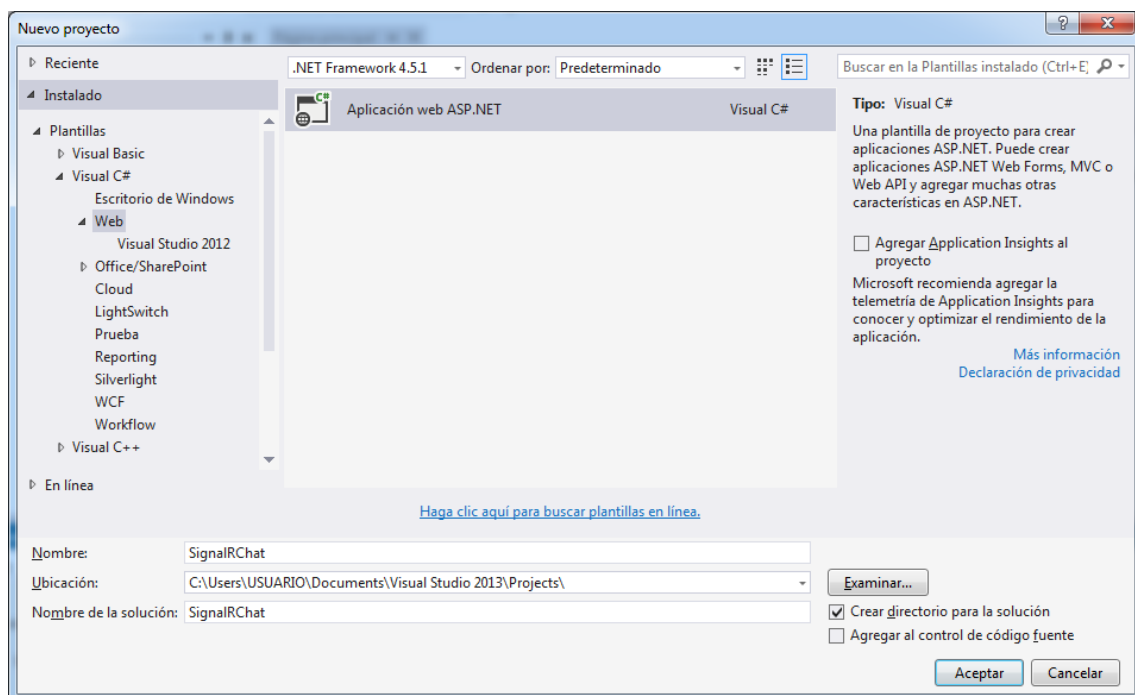 Nuevo proyecto
Reciente
Instalado
Plantillas
Visual Basic
Visual C#
Escritorio de Windows
Web
Visual Studio 2012
Office/SharePoint
Cloud
LightSwitch
Prueba
Reporting
Silverlight
WCF
Workflow
Visual C++
En línea
.NET Framework 4.5.1
Ordenar por: Predeterminado
C#
Aplicación web ASP.NET Visual C#
Haga clic aquí para buscar plantillas en línea.
Buscar en la Plantillas instalado (Ctrl+E)
Tipo: Visual C#
Una plantilla de proyecto para crear
aplicaciones ASP.NET. Puede crear
aplicaciones ASP.NET Web Forms, MVC o
Web API y agregar muchas otras
características en ASP.NET.
Agregar Application Insights al
proyecto
Microsoft recomienda agregar la
telemetría de Application Insights para
conocer y optimizar el rendimiento de la
aplicación.
Más información
Declaración de privacidad
Nombre: SignalRChat
Ubicación: C:\Users\USUARIO\Documents\Visual Studio 2013\Projects\
Examinar...
Nombre de la solución: SignalRChat
Crear directorio para la solución
Agregar al control de código fuente
Aceptar Cancelar